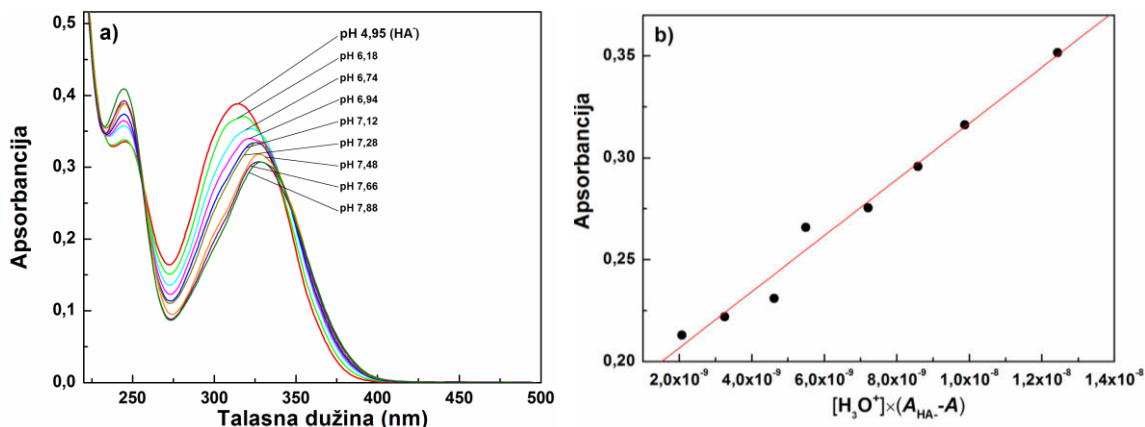 a)
Apsorbancija
0,5
0,4
0,3
0,2
0,1
0,0
pH 4,95 (HA⁻)
pH 6,18
pH 6,74
pH 6,94
pH 7,12
pH 7,28
pH 7,48
pH 7,66
pH 7,88
250 300 350 400 450 500
Talasna dužina (nm)
b)
Apsorbancija
0,35
0,30
0,25
0,20
2,0x10⁻⁹ 4,0x10⁻⁹ 6,0x10⁻⁹ 8,0x10⁻⁹ 1,0x10⁻⁸ 1,2x10⁻⁸ 1,4x10⁻⁸
[H₃O⁺]×(A_HA- -A)